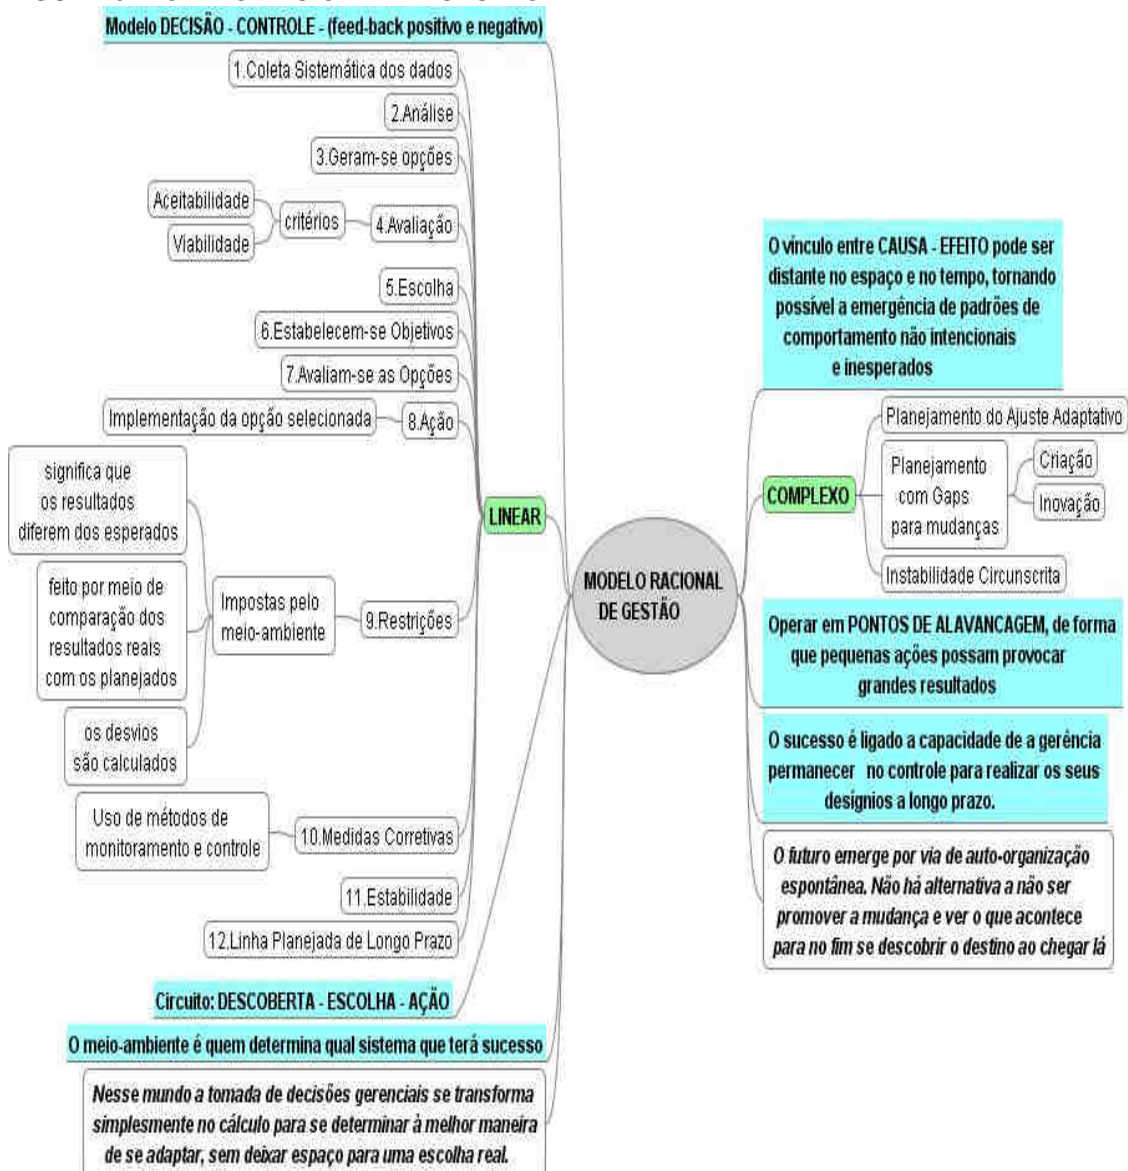 Modelo DECISÃO - CONTROLE - (feed-back positivo e negativo)
1.Coleta Sistemática dos dados
2.Análise
3.Geram-se opções
Aceitabilidade
Viabilidade
critérios
4.Avaliação
5.Escolha
6.Estabelecem-se Objetivos
7.Avaliam-se as Opções
Implementação da opção selecionada
8.Ação
significa que
os resultados
diferem dos esperados
feito por meio de
comparação dos
resultados reais
com os planejados
os desvios
são calculados
Impostas pelo
meio-ambiente
9.Restrições
Uso de métodos de
monitoramento e controle
10.Medidas Corretivas
11.Estabilidade
12.Linha Planejada de Longo Prazo
LINEAR
Circuito: DESCOBERTA - ESCOLHA - AÇÃO
O meio-ambiente é quem determina qual sistema que terá sucesso
Nesse mundo a tomada de decisões gerenciais se transforma
simplesmente no cálculo para se determinar à melhor maneira
de se adaptar, sem deixar espaço para uma escolha real.
MODELO RACIONAL
DE GESTÃO
O vínculo entre CAUSA - EFEITO pode ser
distante no espaço e no tempo, tornando
possível a emergência de padrões de
comportamento não intencionais
e inesperados
COMPLEXO
Planejamento do Ajuste Adaptativo
Planejamento
com Gaps
para mudanças
Criação
Inovação
Instabilidade Circunscrita
Operar em PONTOS DE ALAVANCAGEM, de forma
que pequenas ações possam provocar
grandes resultados
O sucesso é ligado a capacidade de a gerência
permanecer no controle para realizar os seus
desígnios a longo prazo.
O futuro emerge por via de auto-organização
espontânea. Não há alternativa a não ser
promover a mudança e ver o que acontece
para no fim se descobrir o destino ao chegar lá